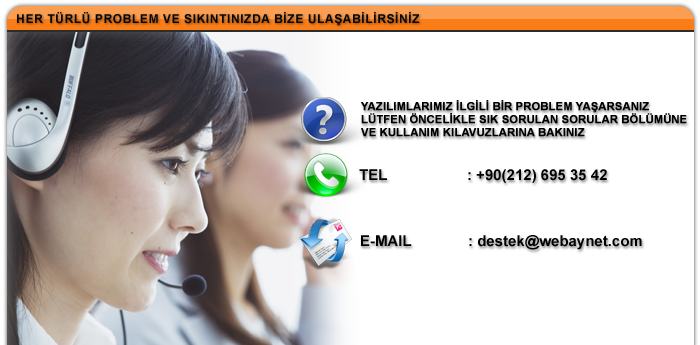 HER TÜRLÜ PROBLEM VE SIKINTINIZDA BİZE ULAŞABİLİRSİNİZ
YAZILIMLARIMIZ İLGİLİ BİR PROBLEM YAŞARSANIZ
LÜTFEN ÖNCELİKLE SIK SORULAN SORULAR BÖLÜMÜNE
VE KULLANIM KILAVUZLARINA BAKINIZ
TEL : +90(212) 695 35 42
E-MAIL : destek@webaynet.com
BUFFALO